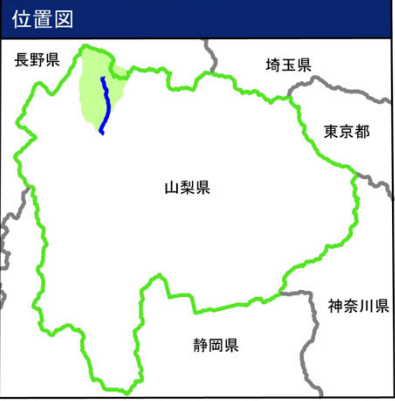 位置図
長野県
埼玉県
東京都
山梨県
神奈川県
静岡県